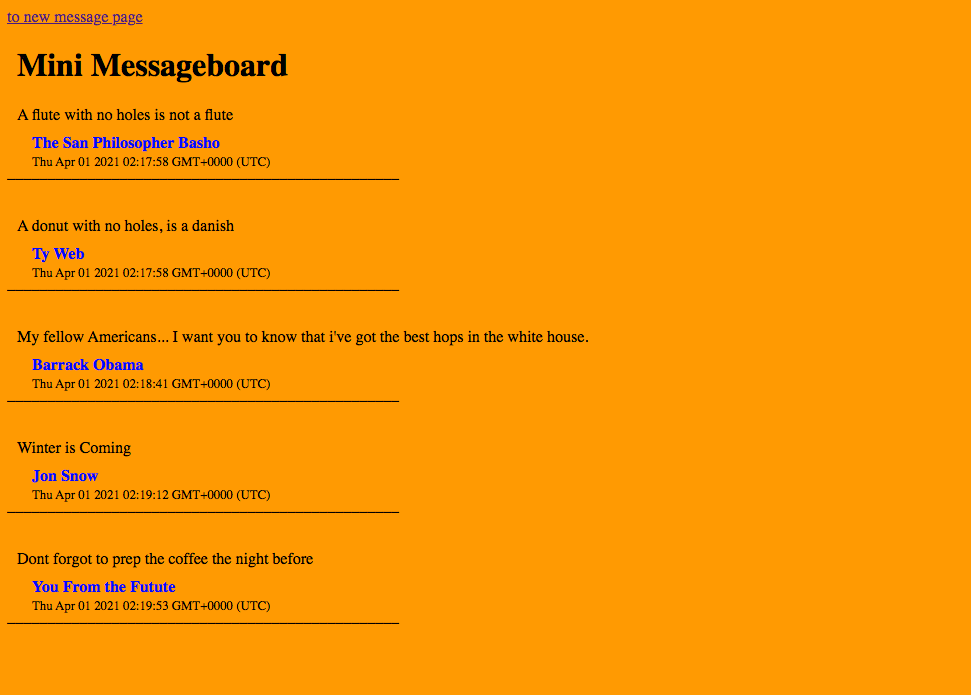 to new message page
Mini Messageboard
A flute with no holes is not a flute
The San Philosopher Basho
Thu Apr 01 2021 02:17:58 GMT+0000 (UTC)
A donut with no holes, is a danish
Ty Web
Thu Apr 01 2021 02:17:58 GMT+0000 (UTC)
My fellow Americans... I want you to know that i've got the best hops in the white house.
Barrack Obama
Thu Apr 01 2021 02:18:41 GMT+0000 (UTC)
Winter is Coming
Jon Snow
Thu Apr 01 2021 02:19:12 GMT+0000 (UTC)
Dont forgot to prep the coffee the night before
You From the Futute
Thu Apr 01 2021 02:19:53 GMT+0000 (UTC)